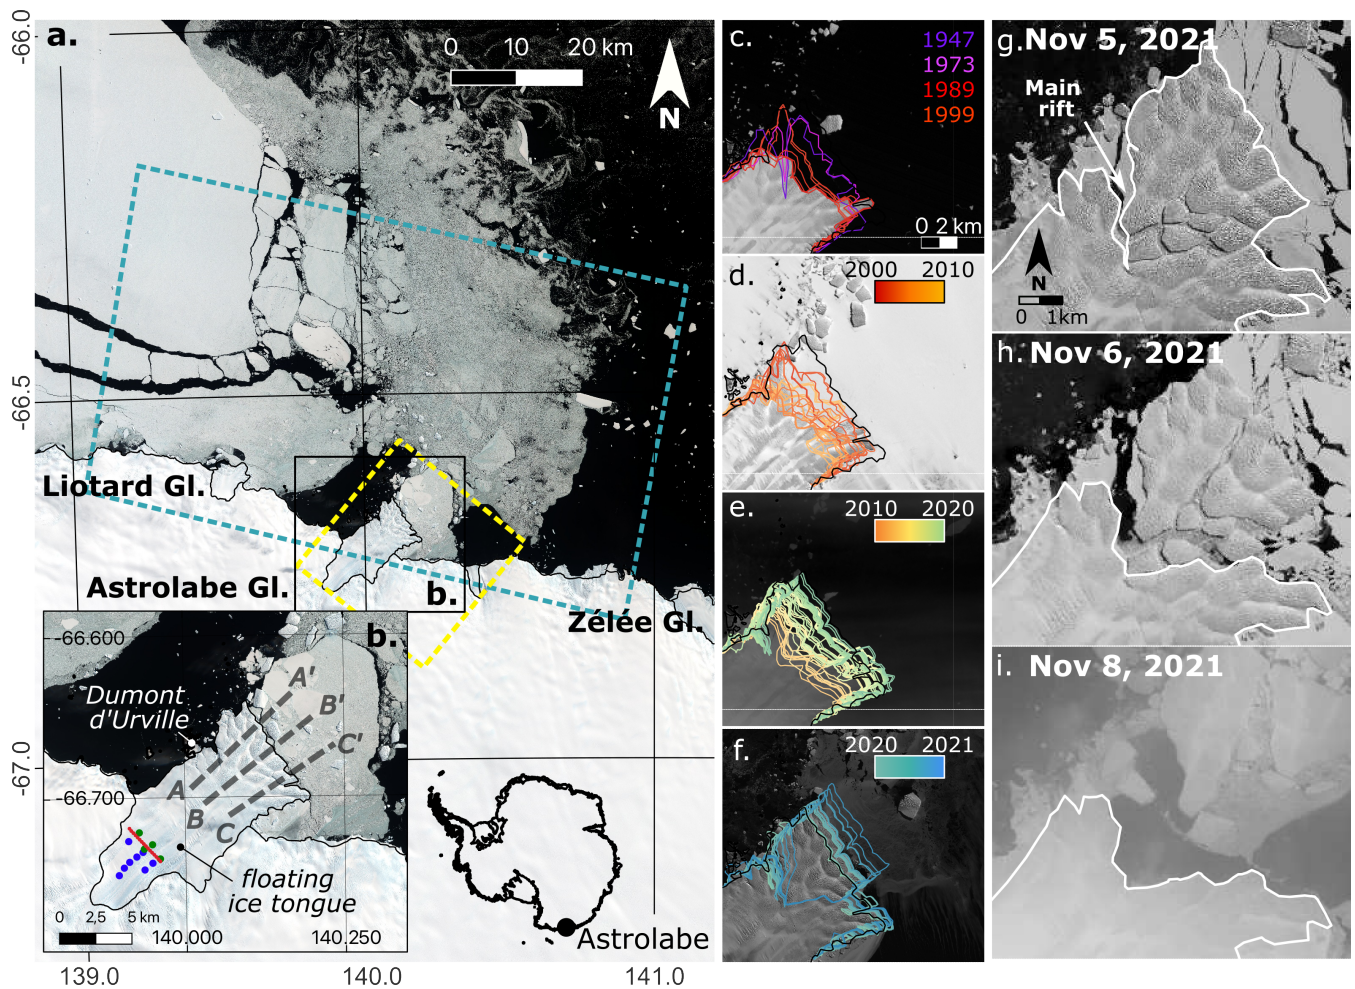 a.
0 10 20 km
N
-66.0
-66.5
-67.0
139.0 140.0 141.0
Liotard Gl.
Astrolabe Gl.
b.
Zélée Gl.
b.
-66.600
Dumont
d'Urville
A'
B'
C'
-66.700
A
B
C
floating
ice tongue
0 2,5 5 km
140.000 140.250
Astrolabe
c.
1947
1973
1989
1999
0 2 km
d.
2000 2010
e.
2010 2020
f.
2020 2021
g. Nov 5, 2021
Main
rift
N
0 1km
h. Nov 6, 2021
i. Nov 8, 2021